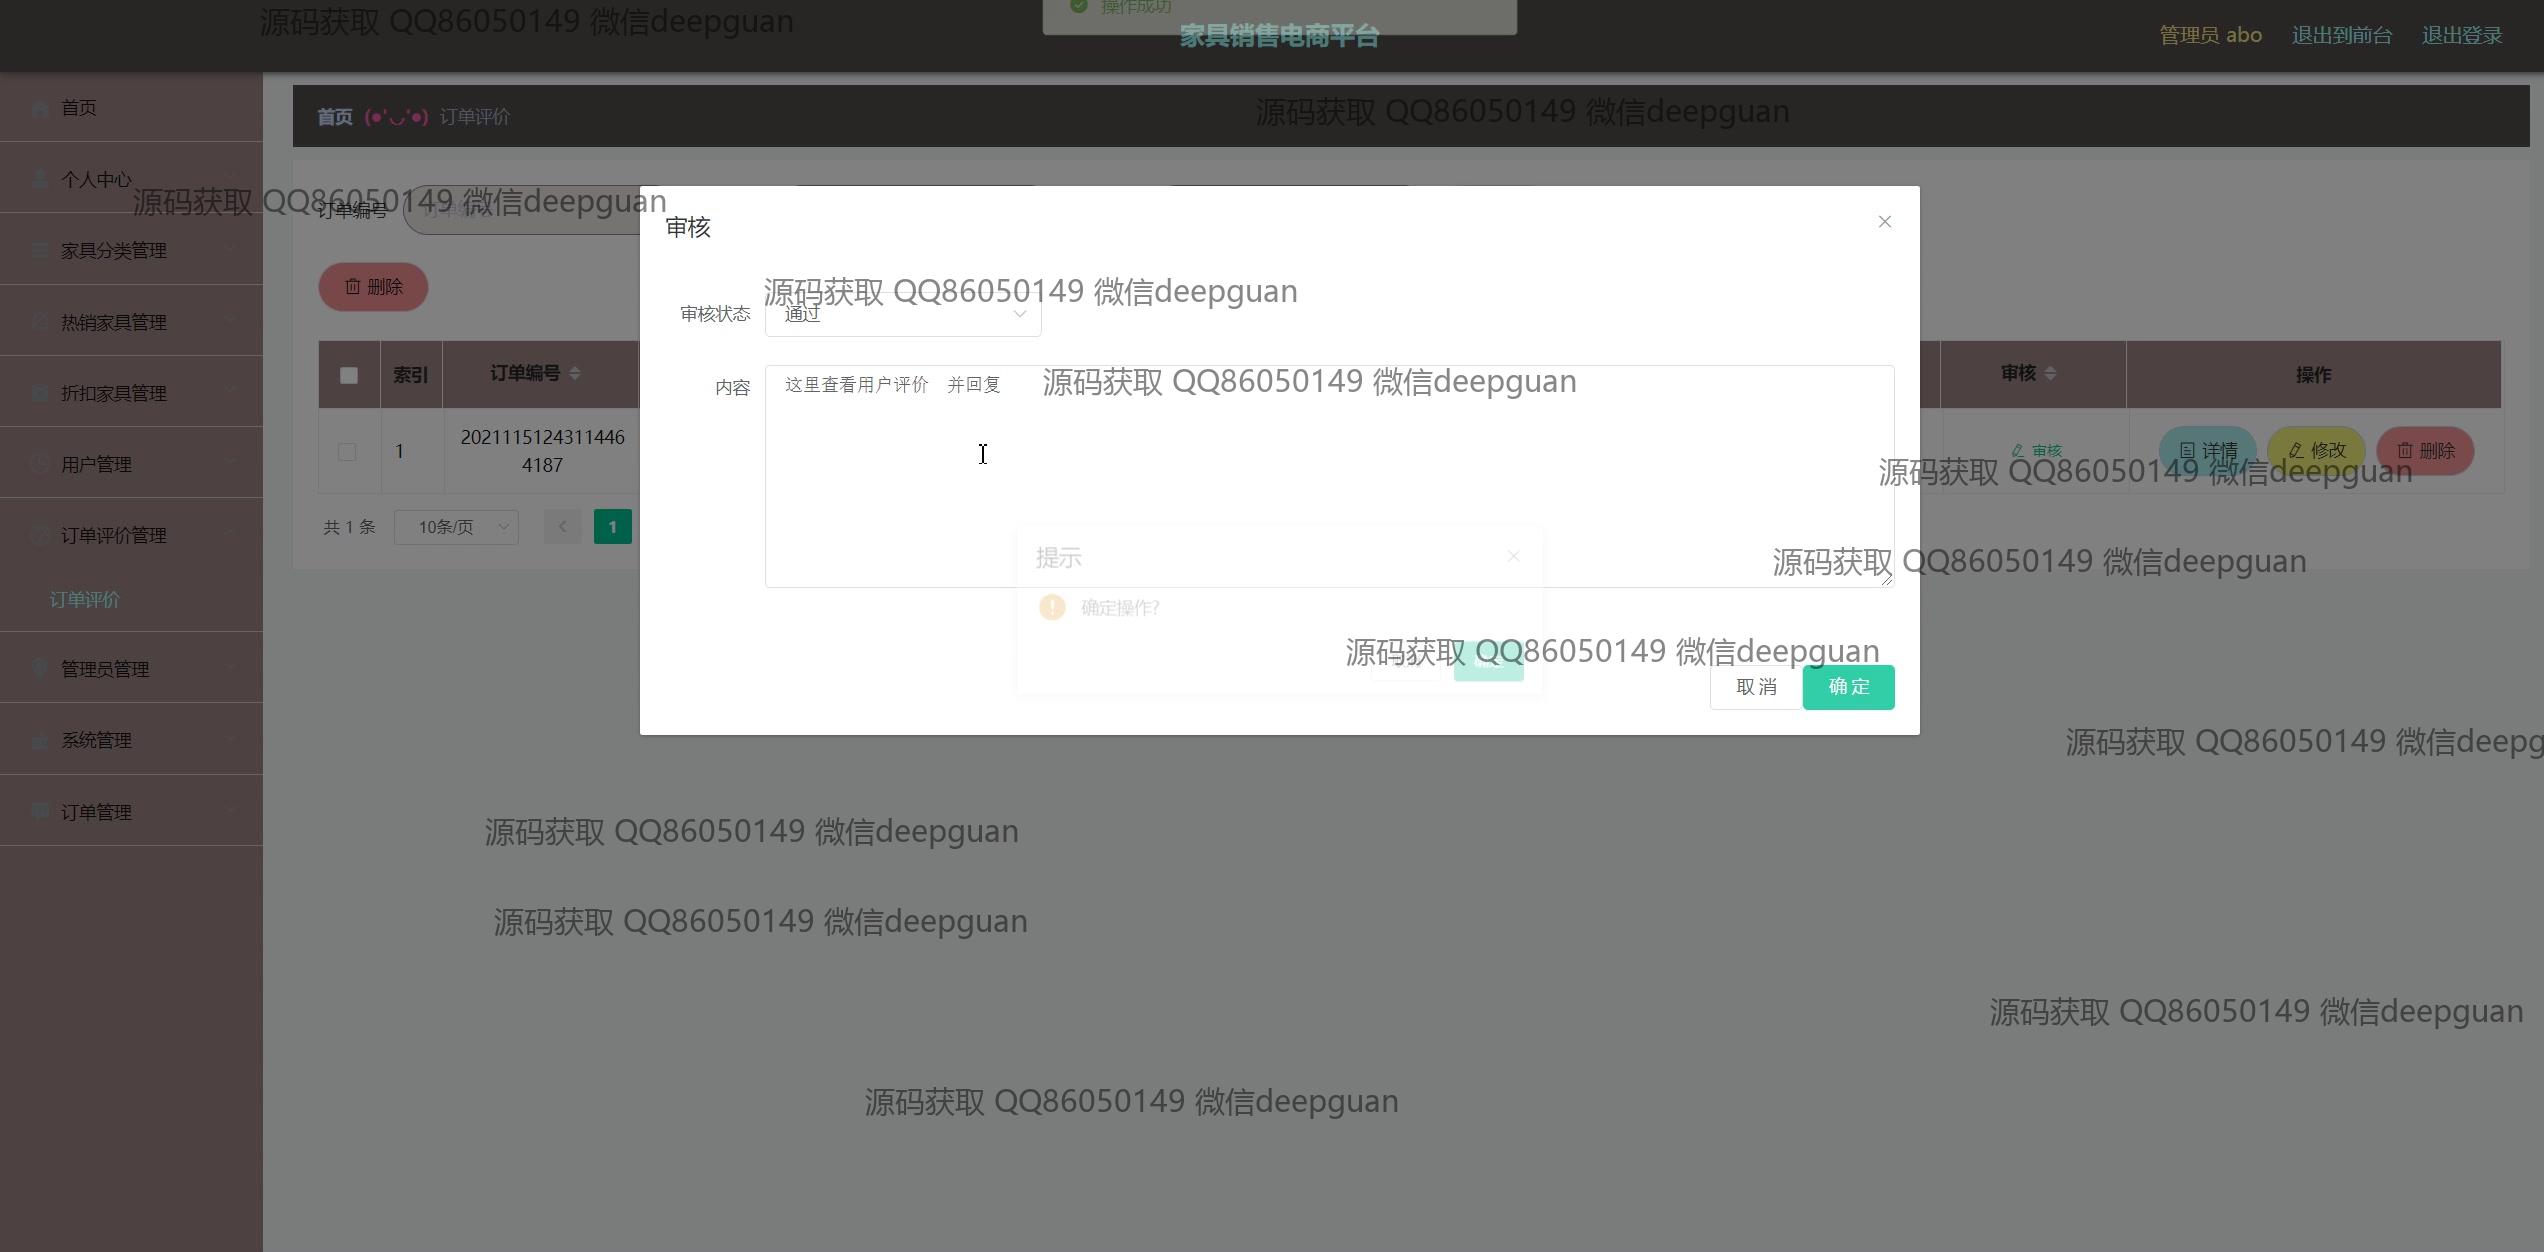 操作成功
源码获取 QQ86050149 微信deepguan
家具销售电商平台
管理员 abo
退出到前台
退出登录
首页
首页 (●'◡'●) 订单评价
源码获取 QQ86050149 微信deepguan
个人中心
源码获取 QQ86050149 微信deepguan
订单编号
订单编号
审核
家具分类管理
删除
源码获取 QQ86050149 微信deepguan
审核状态
通过
热销家具管理
折扣家具管理
索引
订单编号
审核
操作
内容
这里查看用户评价 并回复
源码获取 QQ86050149 微信deepguan
1
2021115124311446
4187
审核
详情
修改
删除
源码获取 QQ86050149 微信deepguan
用户管理
共 1 条
10条/页
1
订单评价管理
提示
源码获取 QQ86050149 微信deepguan
订单评价
确定操作?
源码获取 QQ86050149 微信deepguan
管理员管理
取消
确定
系统管理
源码获取 QQ86050149 微信deepg
订单管理
源码获取 QQ86050149 微信deepguan
源码获取 QQ86050149 微信deepguan
源码获取 QQ86050149 微信deepguan
源码获取 QQ86050149 微信deepguan